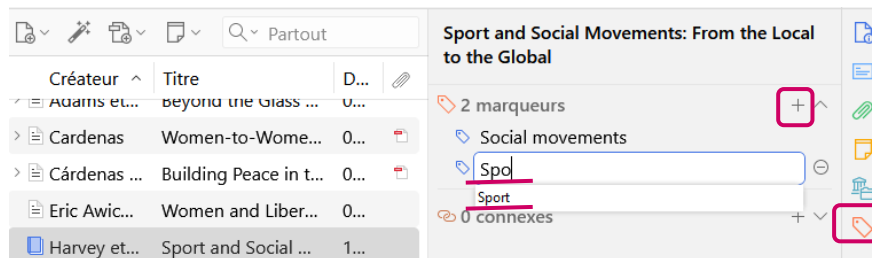 Partout
Créateur Titre D...
Adams et... Beyond the Glass ... 0...
Cardenas Women-to-Wome... 0...
Cárdenas ... Building Peace in t... 0...
Eric Awic... Women and Liber... 0...
Harvey et... Sport and Social ... 1...
Sport and Social Movements: From the Local
to the Global
2 marqueurs
Social movements
Spo
Sport
0 connexes